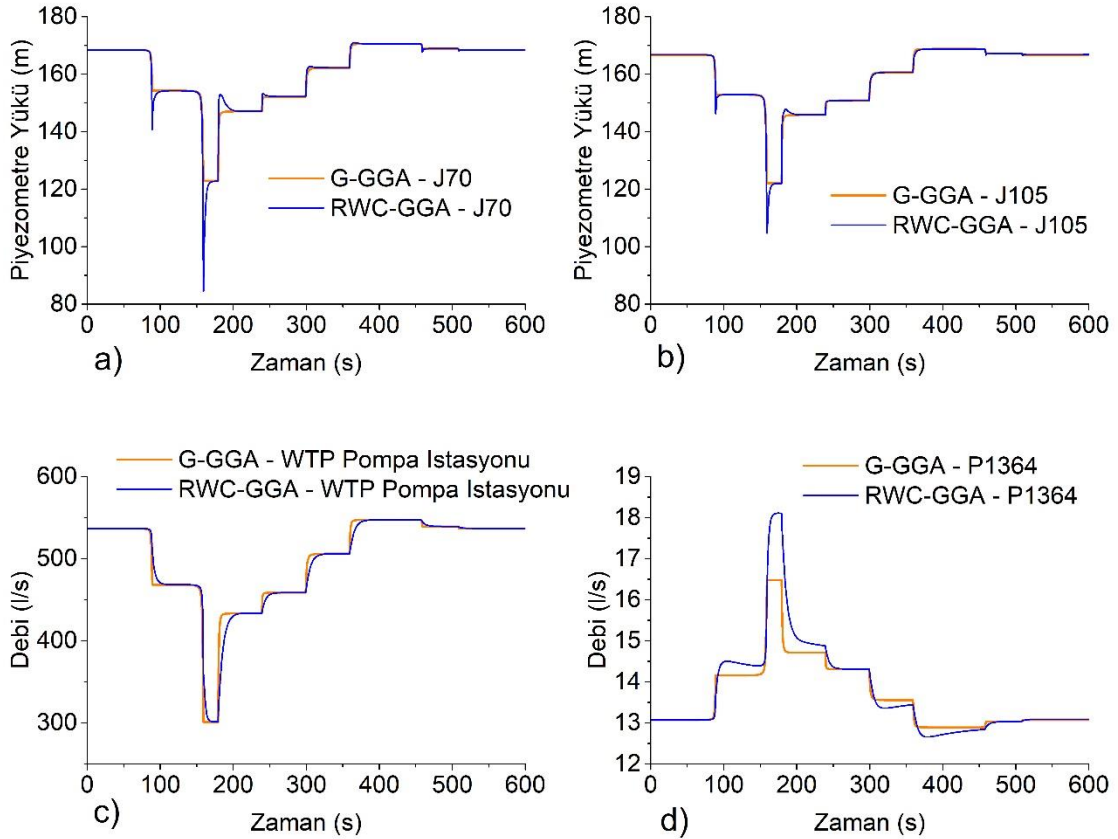 180
160
140
120
100
80
Piyezometre Yükü (m)
G-GGA - J70
RWC-GGA - J70
0 100 200 300 400 500 600
a)
Zaman (s)
180
160
140
120
100
80
Piyezometre Yükü (m)
G-GGA - J105
RWC-GGA - J105
0 100 200 300 400 500 600
b)
Zaman (s)
G-GGA - WTP Pompa Istasyonu
RWC-GGA - WTP Pompa Istasyonu
600
500
400
300
Debi (l/s)
0 100 200 300 400 500 600
c)
Zaman (s)
19
18
17
16
15
14
13
12
Debi (l/s)
G-GGA - P1364
RWC-GGA - P1364
0 100 200 300 400 500 600
d)
Zaman (s)